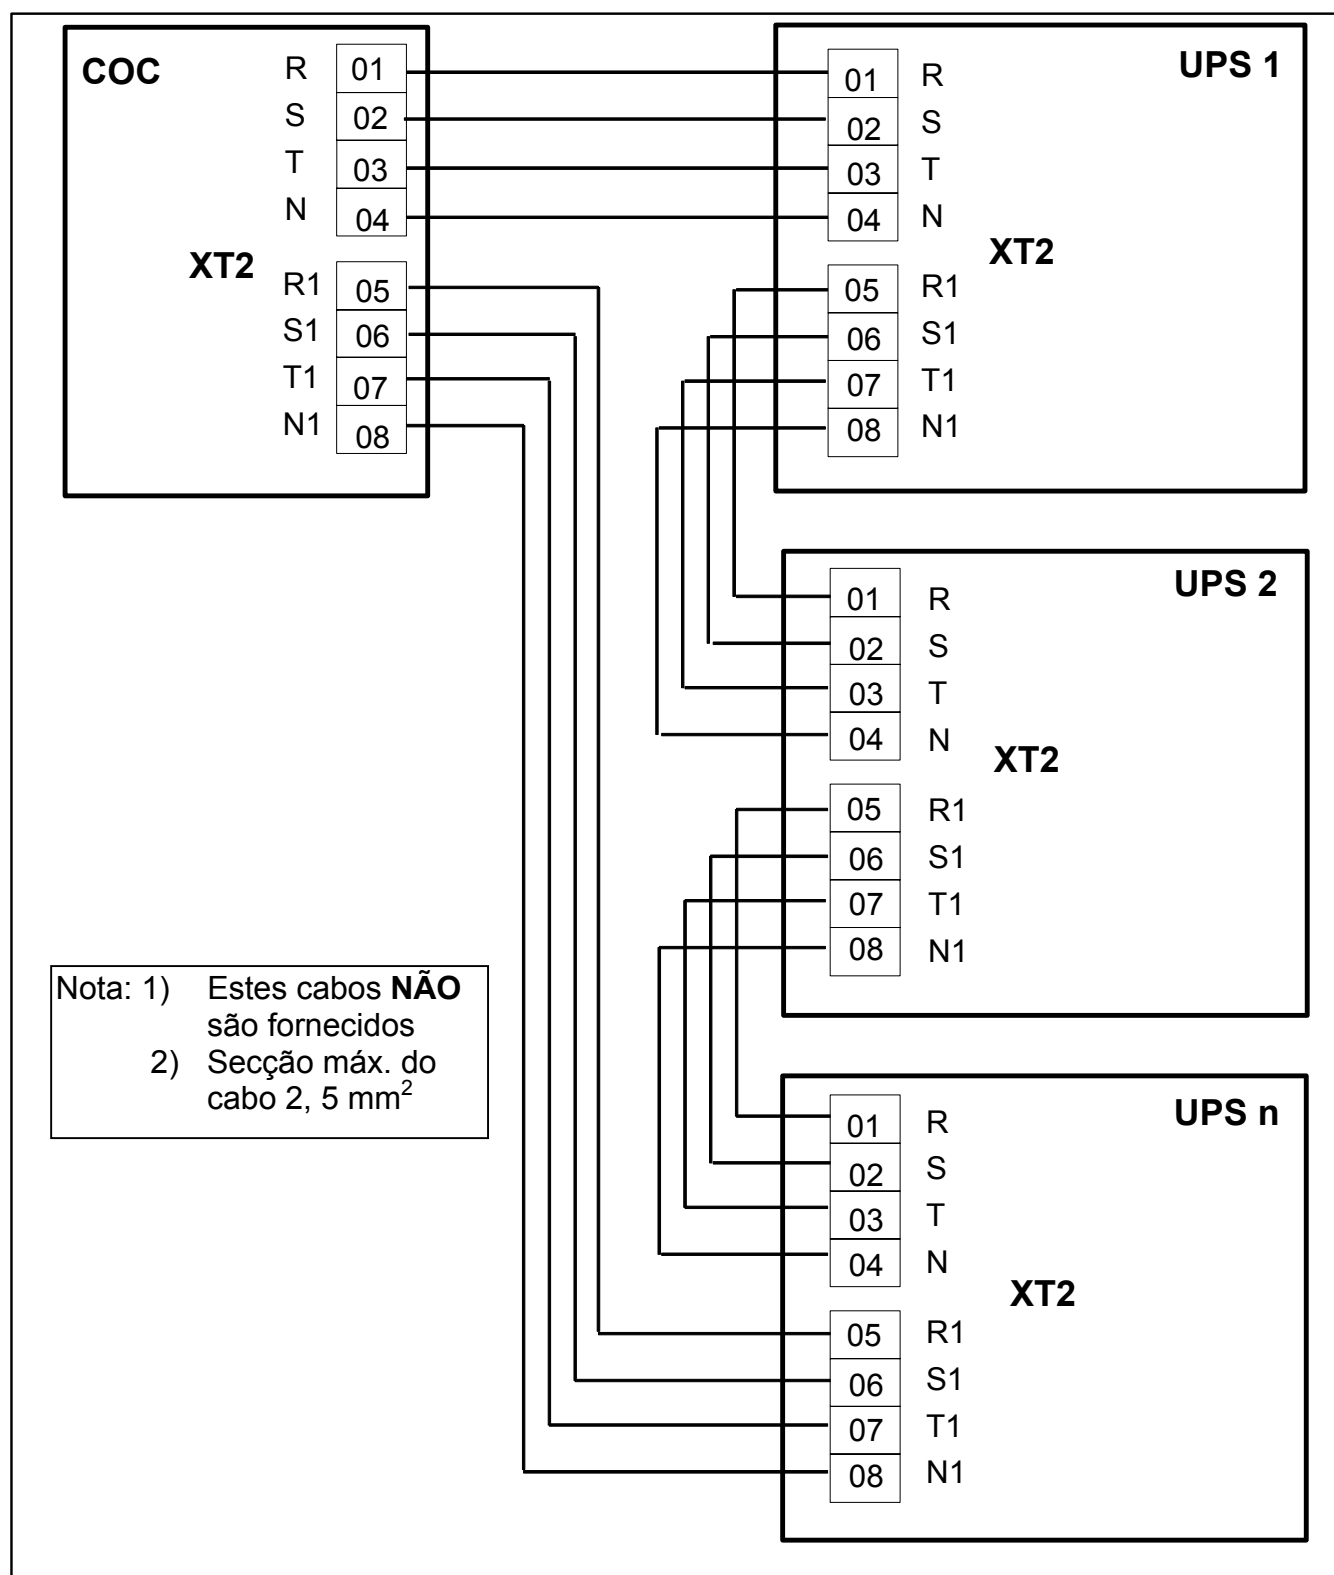 COC
R 01
S 02
T 03
N 04
XT2
R1 05
S1 06
T1 07
N1 08
UPS 1
01 R
02 S
03 T
04 N
XT2
05 R1
06 S1
07 T1
08 N1
UPS 2
01 R
02 S
03 T
04 N
XT2
05 R1
06 S1
07 T1
08 N1
Nota: 1) Estes cabos NÃO
são fornecidos
2) Secção máx. do
cabo 2, 5 mm²
UPS n
01 R
02 S
03 T
04 N
XT2
05 R1
06 S1
07 T1
08 N1